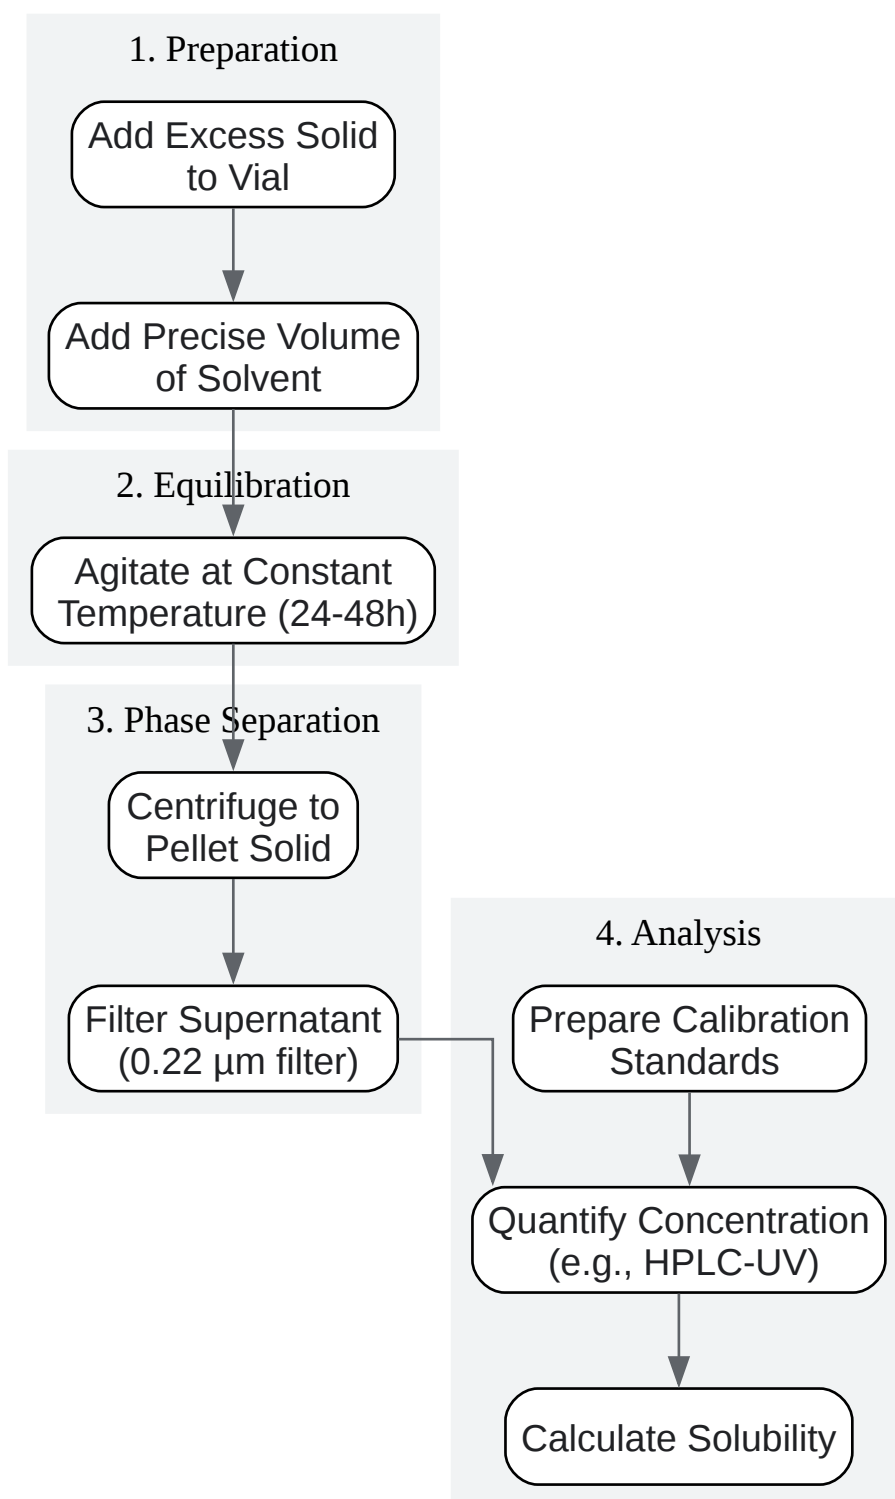 1. Preparation
Add Excess Solid
to Vial
Add Precise Volume
of Solvent
2. Equilibration
Agitate at Constant
Temperature (24-48h)
3. Phase Separation
Centrifuge to
Pellet Solid
Filter Supernatant
(0.22 µm filter)
4. Analysis
Prepare Calibration
Standards
Quantify Concentration
(e.g., HPLC-UV)
Calculate Solubility